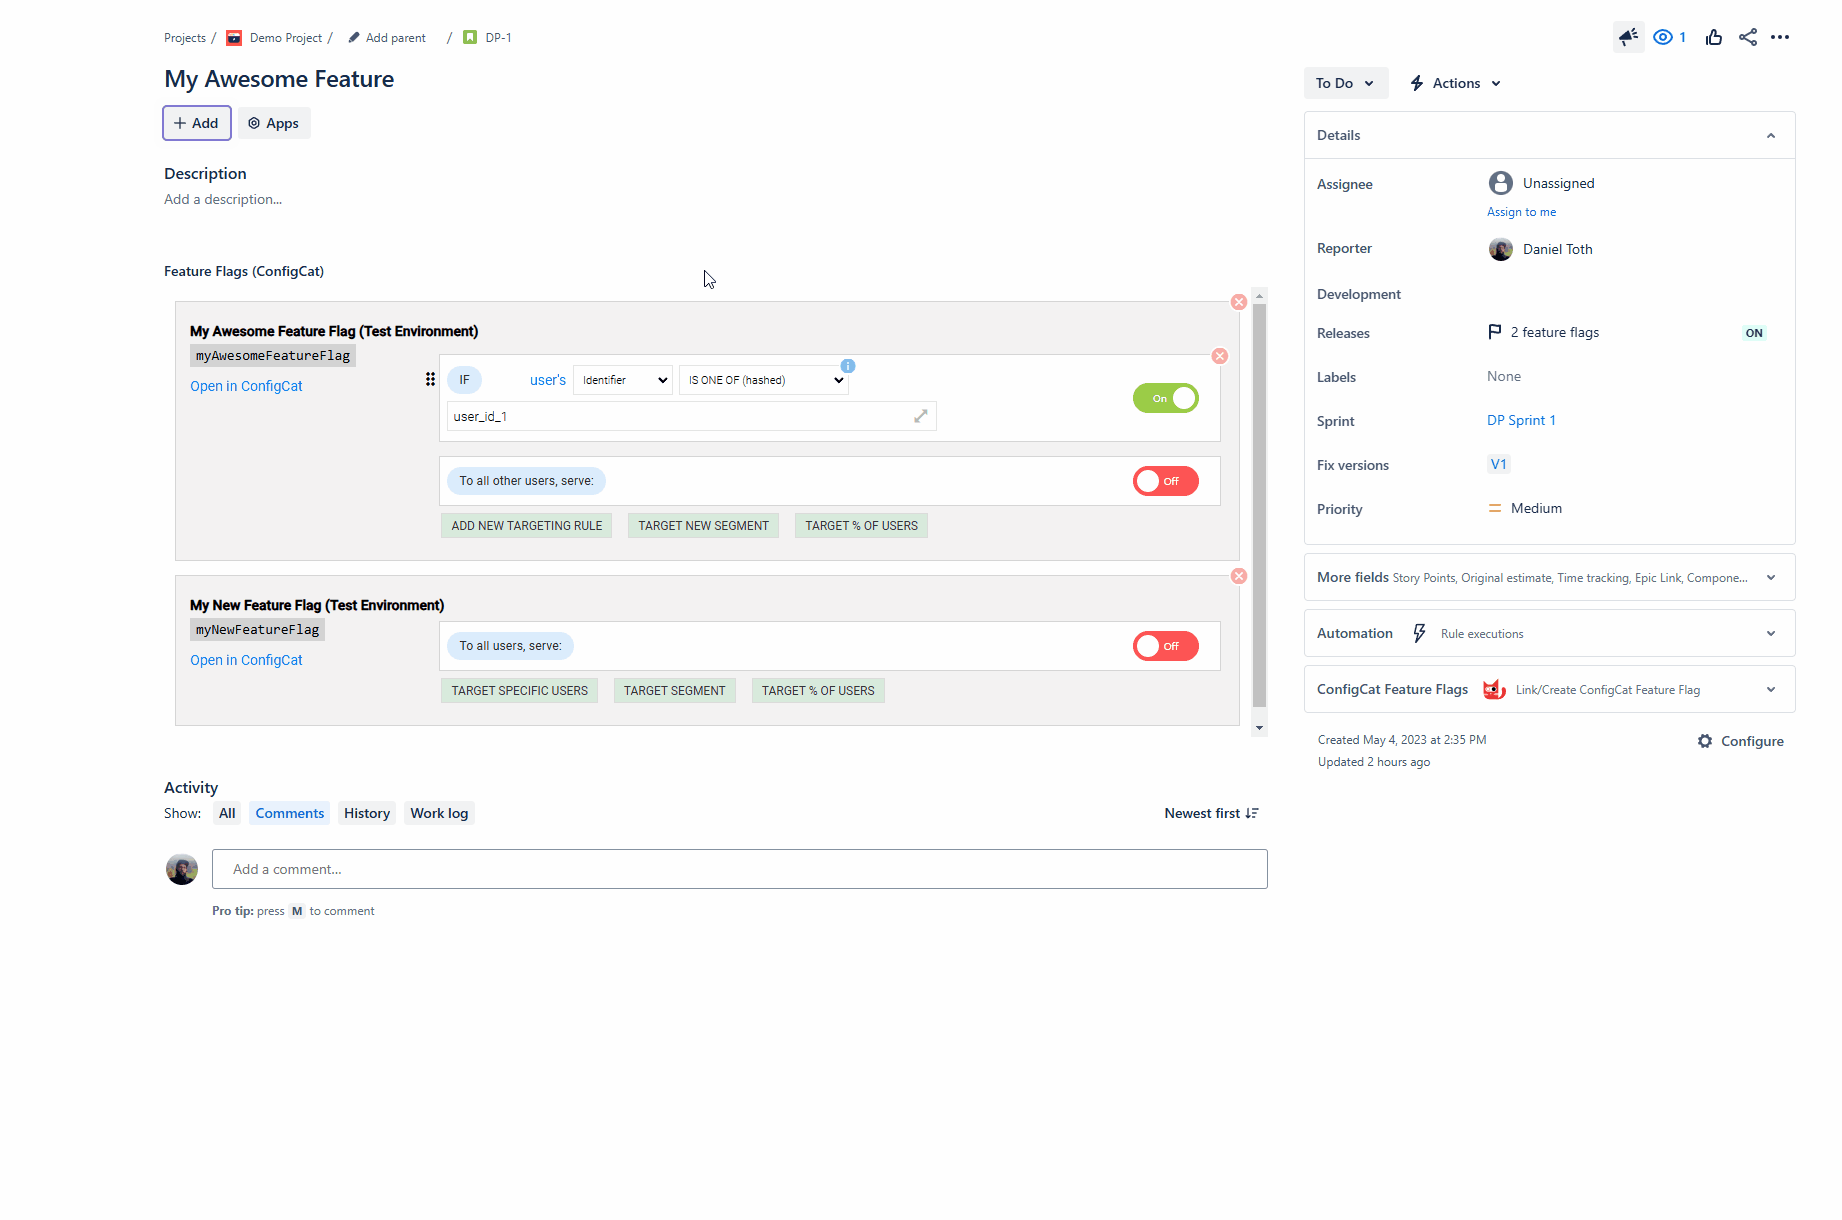 Projects / Demo Project / Add parent / DP-1
1
My Awesome Feature
To Do Actions
Add Apps
Description
Add a description...
Feature Flags (ConfigCat)
My Awesome Feature Flag (Test Environment)
myAwesomeFeatureFlag
Open in ConfigCat
IF user's Identifier IS ONE OF (hashed) i
user_id_1
On
To all other users, serve: Off
ADD NEW TARGETING RULE TARGET NEW SEGMENT TARGET % OF USERS
My New Feature Flag (Test Environment)
myNewFeatureFlag
Open in ConfigCat
To all users, serve: Off
TARGET SPECIFIC USERS TARGET SEGMENT TARGET % OF USERS
Activity
Show: All Comments History Work log Newest first
Add a comment...
Pro tip: press M to comment
Details
Assignee Unassigned
Assign to me
Reporter Daniel Toth
Development
Releases 2 feature flags ON
Labels None
Sprint DP Sprint 1
Fix versions V1
Priority Medium
More fields Story Points, Original estimate, Time tracking, Epic Link, Compone...
Automation Rule executions
ConfigCat Feature Flags Link/Create ConfigCat Feature Flag
Created May 4, 2023 at 2:35 PM
Updated 2 hours ago
Configure